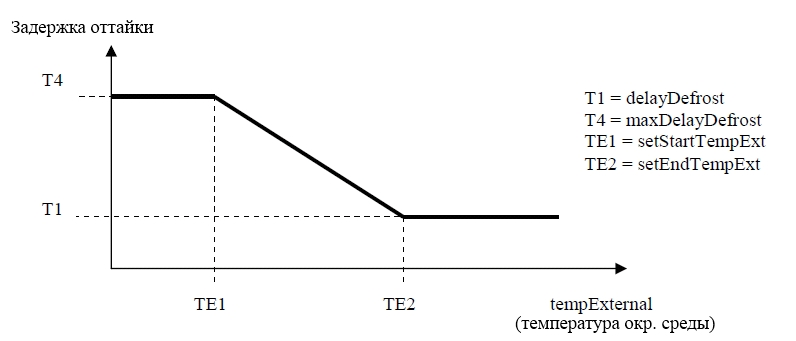 Задержка оттайки
T4
T1 = delayDefrost
T4 = maxDelayDefrost
TE1 = setStartTempExt
TE2 = setEndTempExt
T1
TE1
TE2
tempExternal
(температура окр. среды)